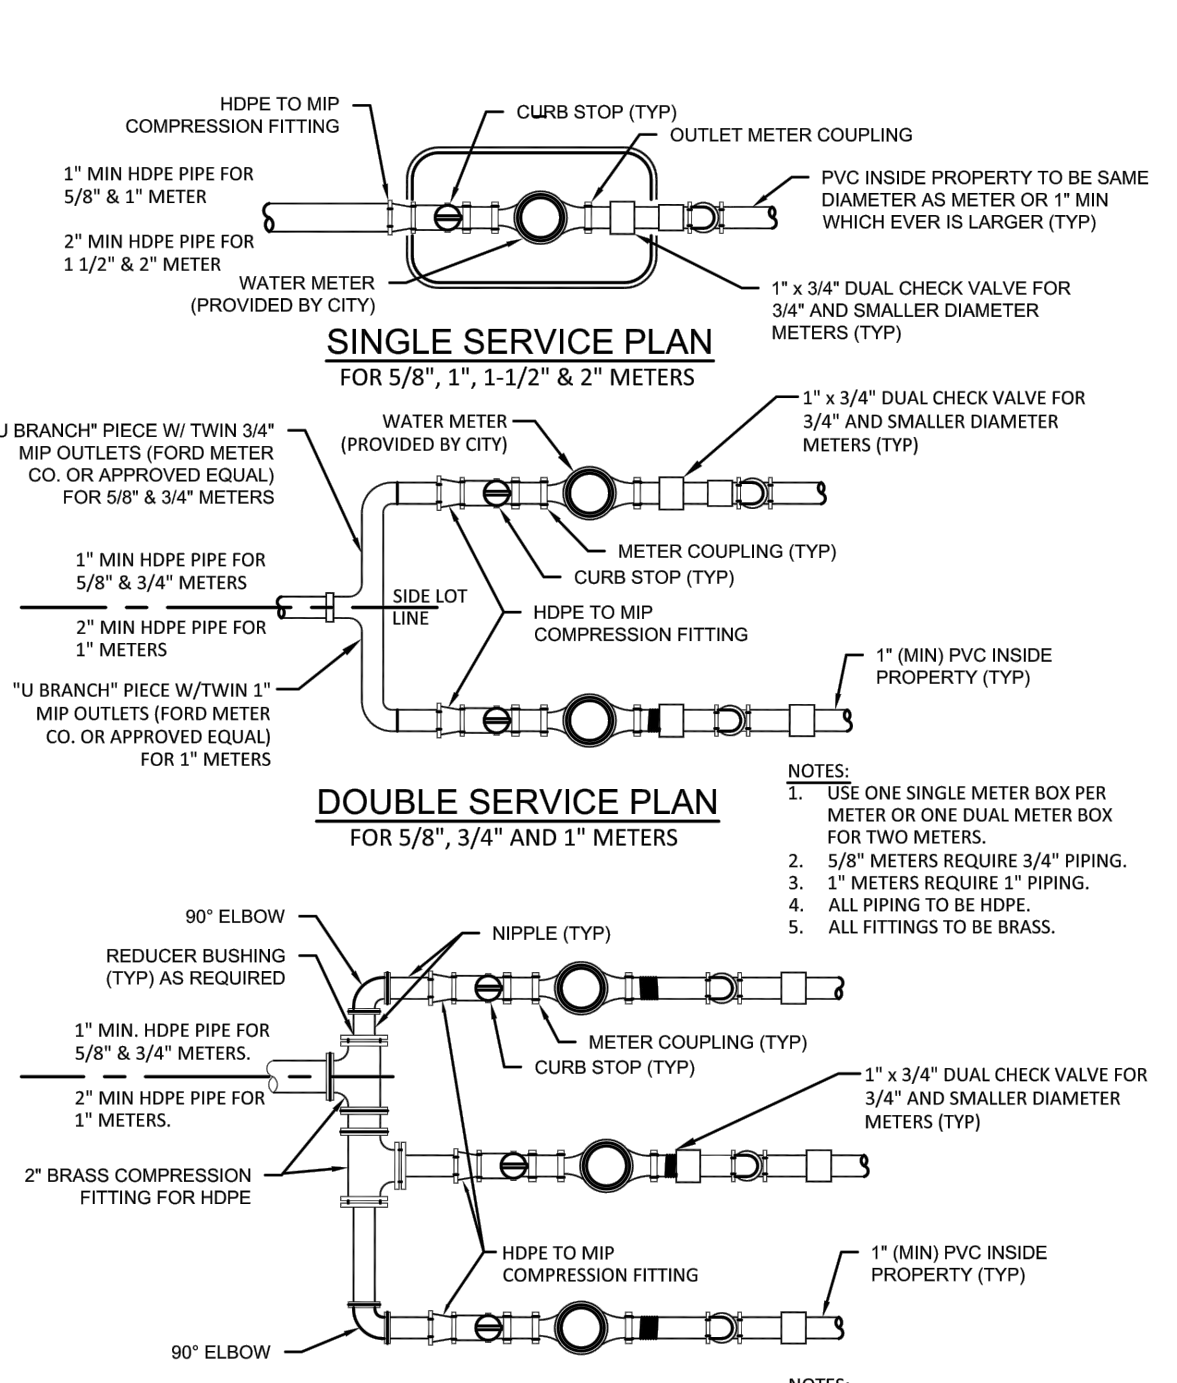 HDPE TO MIP
COMPRESSION FITTING
CURB STOP (TYP)
OUTLET METER COUPLING
1" MIN HDPE PIPE FOR
5/8" & 1" METER
PVC INSIDE PROPERTY TO BE SAME
DIAMETER AS METER OR 1" MIN
WHICH EVER IS LARGER (TYP)
2" MIN HDPE PIPE FOR
1 1/2" & 2" METER
WATER METER
(PROVIDED BY CITY)
1" x 3/4" DUAL CHECK VALVE FOR
3/4" AND SMALLER DIAMETER
METERS (TYP)
SINGLE SERVICE PLAN
FOR 5/8", 1", 1-1/2" & 2" METERS
U BRANCH" PIECE W/ TWIN 3/4"
MIP OUTLETS (FORD METER
CO. OR APPROVED EQUAL)
FOR 5/8" & 3/4" METERS
WATER METER
(PROVIDED BY CITY)
1" x 3/4" DUAL CHECK VALVE FOR
3/4" AND SMALLER DIAMETER
METERS (TYP)
METER COUPLING (TYP)
CURB STOP (TYP)
1" MIN HDPE PIPE FOR
5/8" & 3/4" METERS
SIDE LOT
LINE
HDPE TO MIP
COMPRESSION FITTING
2" MIN HDPE PIPE FOR
1" METERS
1" (MIN) PVC INSIDE
PROPERTY (TYP)
"U BRANCH" PIECE W/TWIN 1"
MIP OUTLETS (FORD METER
CO. OR APPROVED EQUAL)
FOR 1" METERS
DOUBLE SERVICE PLAN
FOR 5/8", 3/4" AND 1" METERS
NOTES:
1. USE ONE SINGLE METER BOX PER
METER OR ONE DUAL METER BOX
FOR TWO METERS.
2. 5/8" METERS REQUIRE 3/4" PIPING.
3. 1" METERS REQUIRE 1" PIPING.
4. ALL PIPING TO BE HDPE.
5. ALL FITTINGS TO BE BRASS.
90° ELBOW
NIPPLE (TYP)
REDUCER BUSHING
(TYP) AS REQUIRED
1" MIN. HDPE PIPE FOR
5/8" & 3/4" METERS.
METER COUPLING (TYP)
CURB STOP (TYP)
2" MIN HDPE PIPE FOR
1" METERS.
1" x 3/4" DUAL CHECK VALVE FOR
3/4" AND SMALLER DIAMETER
METERS (TYP)
2" BRASS COMPRESSION
FITTING FOR HDPE
HDPE TO MIP
COMPRESSION FITTING
1" (MIN) PVC INSIDE
PROPERTY (TYP)
90° ELBOW
NOTES: